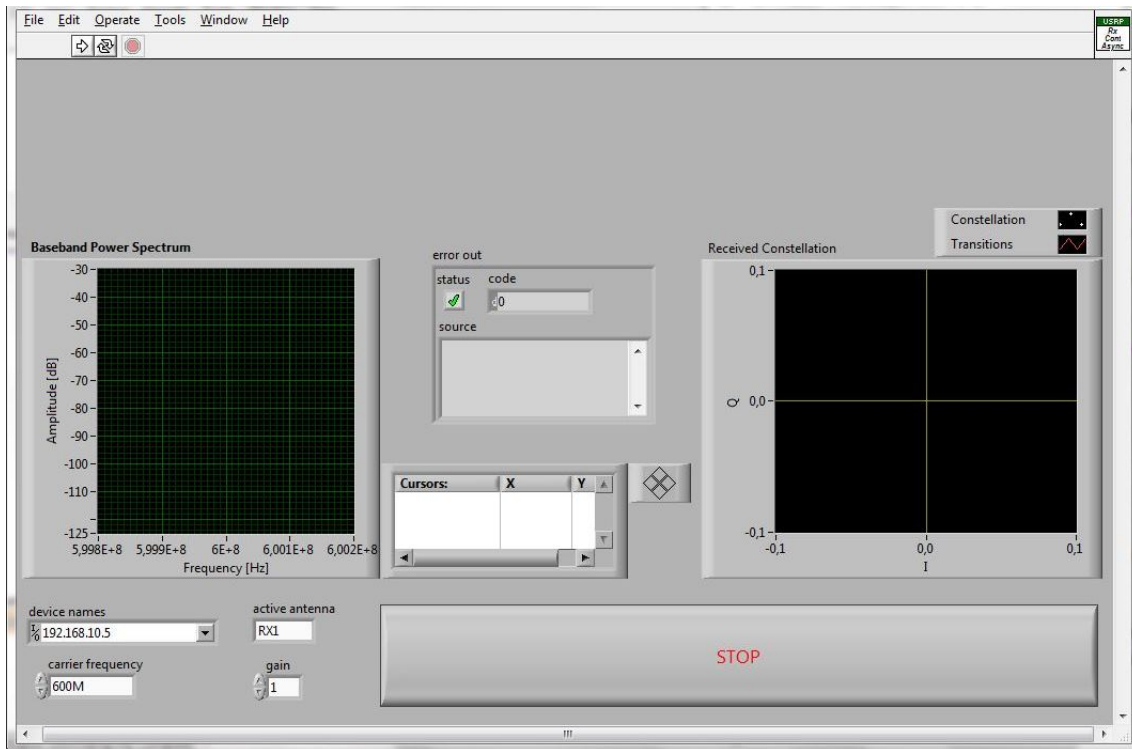 File Edit Operate Tools Window Help
USRP
Rx
Cont
Async
Constellation
Transitions
Baseband Power Spectrum
-30
-40
-50
-60
-70
-80
-90
-100
-110
-125
Amplitude [dB]
5,998E+8 5,999E+8 6E+8 6,001E+8 6,002E+8
Frequency [Hz]
error out
status code
0
source
Cursors: X Y
Received Constellation
0,1
0,0
-0,1
Q
-0,1 0,0 0,1
I
device names
192.168.10.5
active antenna
RX1
carrier frequency
600M
gain
1
STOP